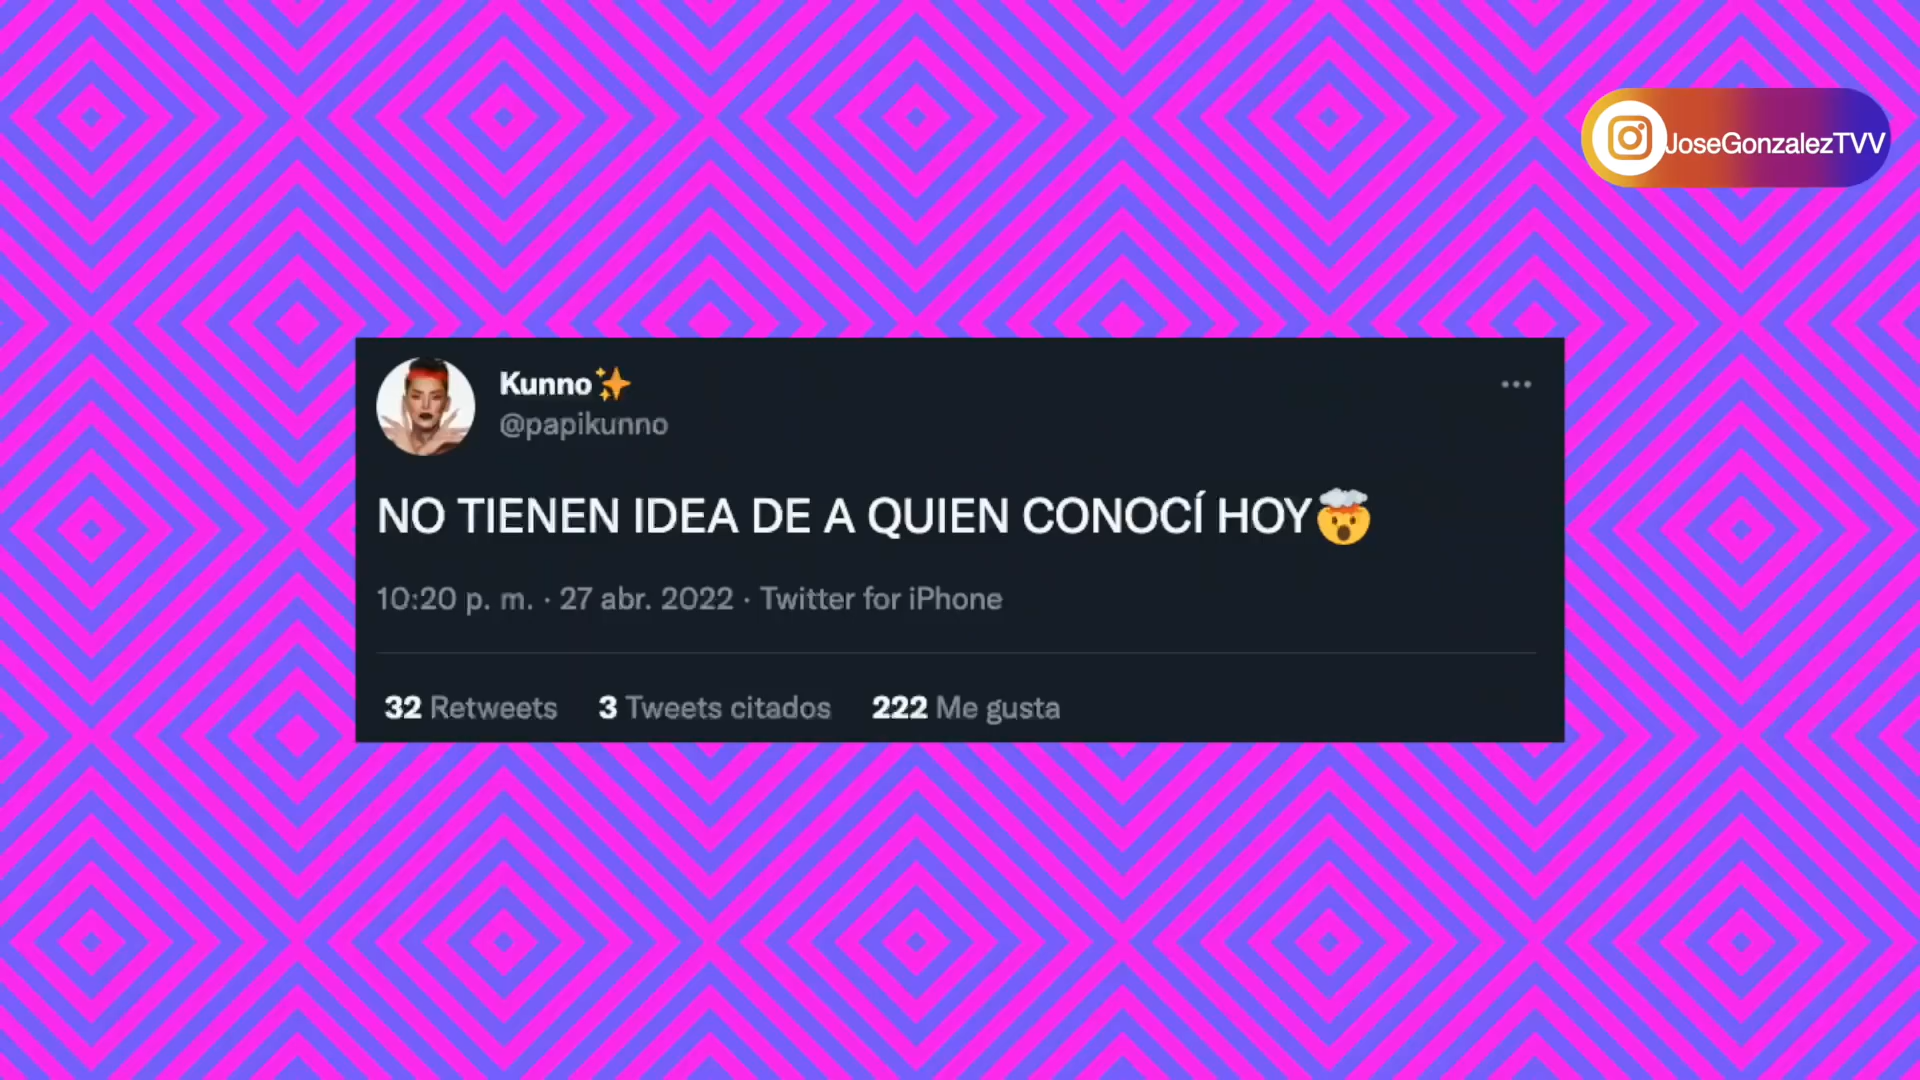 JoseGonzalezTVV
Kunno✨
@papikunno
NO TIENEN IDEA DE A QUIEN CONOCÍ HOY🤯
10:20 p. m. · 27 abr. 2022 · Twitter for iPhone
32 Retweets 3 Tweets citados 222 Me gusta